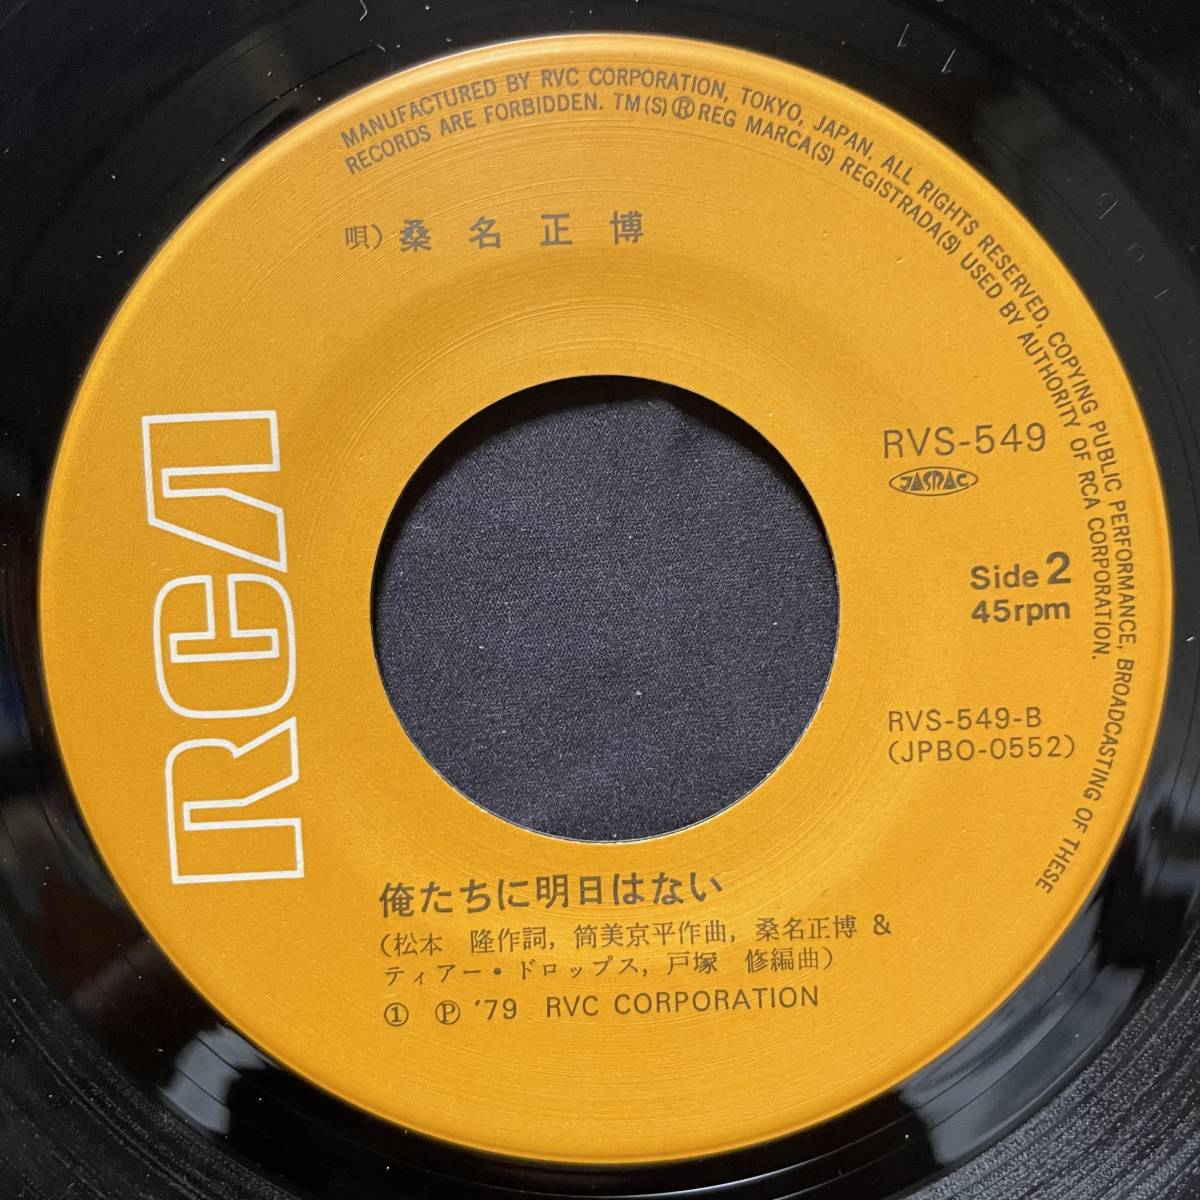 MANUFACTURED BY RVC CORPORATION, TOKYO, JAPAN. ALL RIGHTS RESERVED, COPYING PUBLIC PERFORMANCE, BROADCASTING OF THESE
RECORDS ARE FORBIDDEN. TM(S) ® REG MARCA(S) REGISTRADA(S) USED BY AUTHORITY OF RCA CORPORATION.
唄) 桑名正博
RCA
RVS-549
JASRAC
Side 2
45rpm
RVS-549-B
(JPBO-0552)
俺たちに明日はない
(松本 隆作詞, 筒美京平作曲, 桑名正博 &
ティアー・ドロップス, 戸塚 修編曲)
① Ⓟ '79 RVC CORPORATION